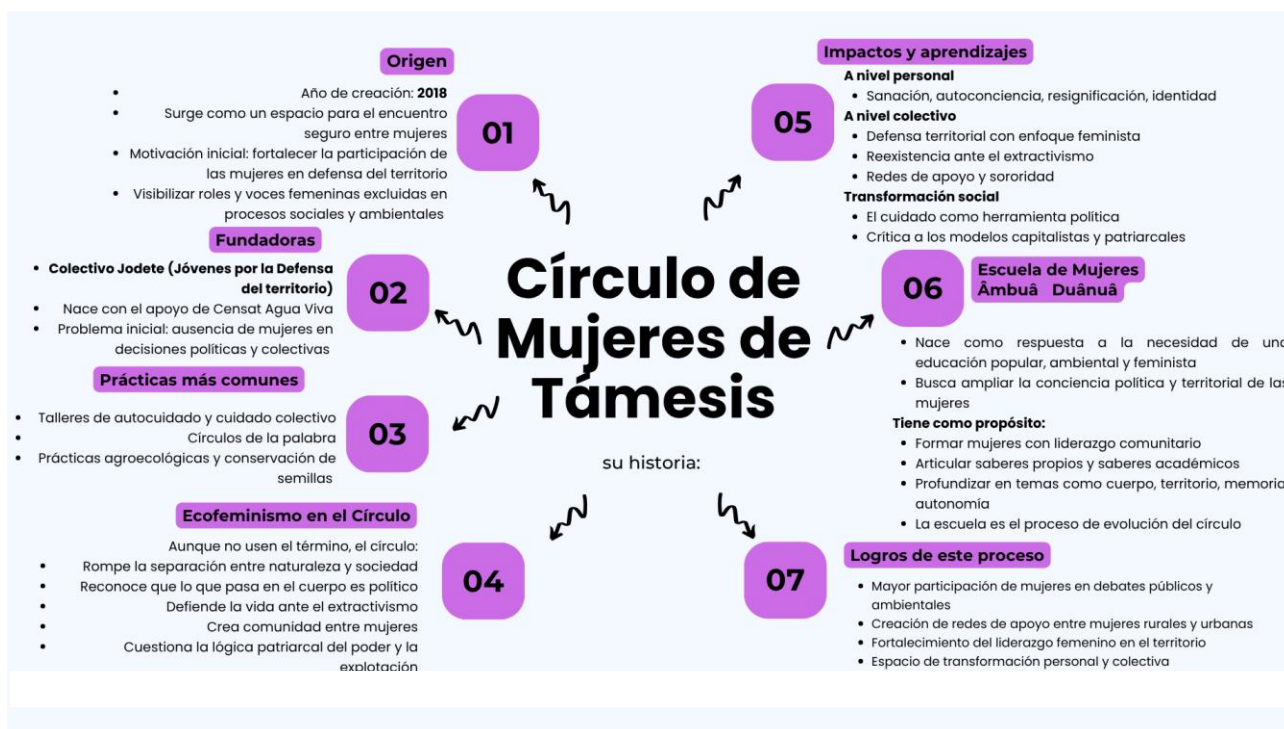 Origen
Año de creación: 2018
Surge como un espacio para el encuentro
seguro entre mujeres
Motivación inicial: fortalecer la participación de
las mujeres en defensa del territorio
Visibilizar roles y voces femeninas excluidas en
procesos sociales y ambientales
01
Fundadoras
Colectivo Jodete (Jóvenes por la Defensa
del territorio)
Nace con el apoyo de Censat Agua Viva
Problema inicial: ausencia de mujeres en
decisiones políticas y colectivas
02
Prácticas más comunes
Talleres de autocuidado y cuidado colectivo
Círculos de la palabra
Prácticas agroecológicas y conservación de
semillas
03
Ecofeminismo en el Círculo
Aunque no usen el término, el círculo:
Rompe la separación entre naturaleza y sociedad
Reconoce que lo que pasa en el cuerpo es político
Defiende la vida ante el extractivismo
Crea comunidad entre mujeres
Cuestiona la lógica patriarcal del poder y la
explotación
04
Círculo de
Mujeres de
Támesis
su historia:
Impactos y aprendizajes
05
A nivel personal
Sanación, autoconciencia, resignificación, identidad
A nivel colectivo
Defensa territorial con enfoque feminista
Reexistencia ante el extractivismo
Redes de apoyo y sororidad
Transformación social
El cuidado como herramienta política
Crítica a los modelos capitalistas y patriarcales
06
Escuela de Mujeres
Âmbuâ Duânuâ
Nace como respuesta a la necesidad de una
educación popular, ambiental y feminista
Busca ampliar la conciencia política y territorial de las
mujeres
Tiene como propósito:
Formar mujeres con liderazgo comunitario
Articular saberes propios y saberes académicos
Profundizar en temas como cuerpo, territorio, memoria
autonomía
La escuela es el proceso de evolución del círculo
07
Logros de este proceso
Mayor participación de mujeres en debates públicos y
ambientales
Creación de redes de apoyo entre mujeres rurales y urbanas
Fortalecimiento del liderazgo femenino en el territorio
Espacio de transformación personal y colectiva